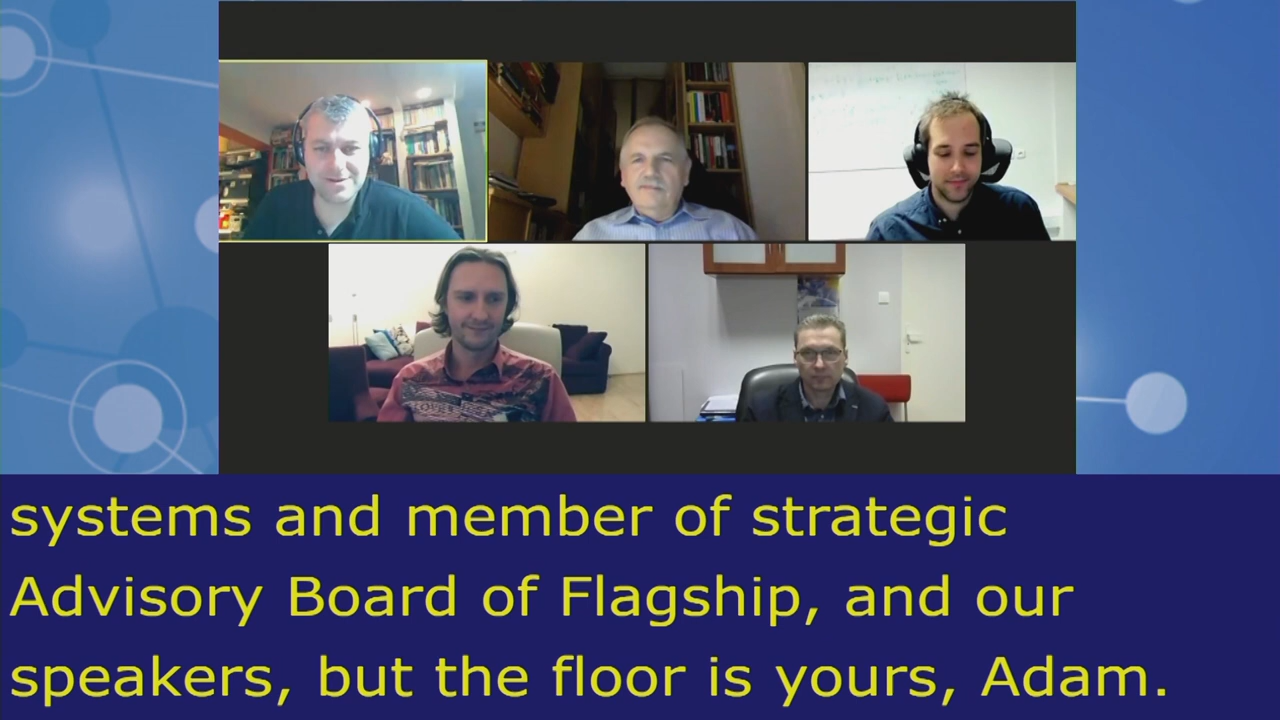 systems and member of strategic
Advisory Board of Flagship, and our
speakers, but the floor is yours, Adam.